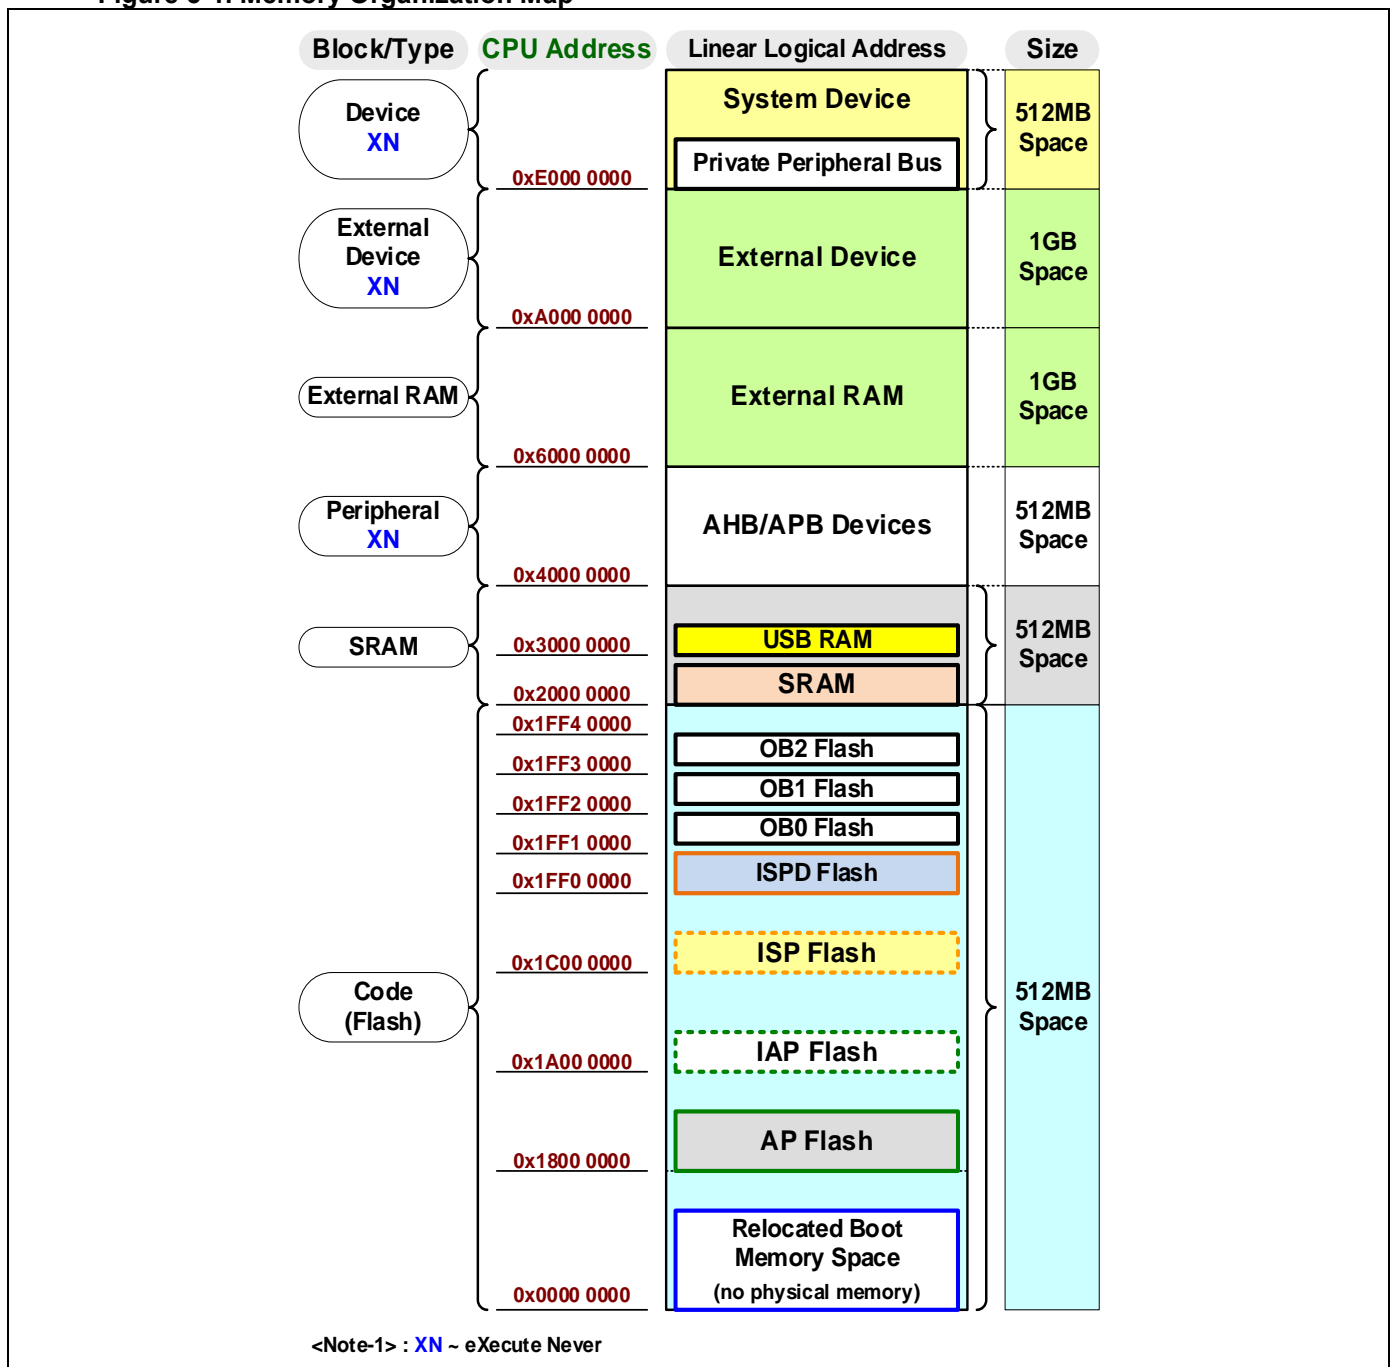 Block/Type CPU Address Linear Logical Address Size
Device
XN
System Device
Private Peripheral Bus
512MB
Space
0xE000 0000
External
Device
XN
External Device
1GB
Space
0xA000 0000
External RAM
External RAM
1GB
Space
0x6000 0000
Peripheral
XN
AHB/APB Devices
512MB
Space
0x4000 0000
SRAM
0x3000 0000
USB RAM
SRAM
512MB
Space
0x2000 0000
0x1FF4 0000
OB2 Flash
0x1FF3 0000
OB1 Flash
0x1FF2 0000
OB0 Flash
0x1FF1 0000
ISPD Flash
0x1FF0 0000
ISP Flash
0x1C00 0000
Code
(Flash)
512MB
Space
IAP Flash
0x1A00 0000
AP Flash
0x1800 0000
Relocated Boot
Memory Space
(no physical memory)
0x0000 0000
<Note-1> : XN ~ eXecute Never